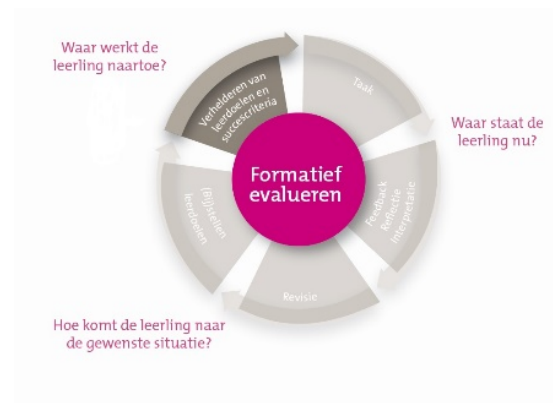 Waar werkt de
leerling naartoe?
Verhelderen van
leerdoelen en
succescriteria
Taak
Waar staat de
leerling nu?
Formatief
evalueren
Feedback
Reflectie
Interpretatie
(Bij)stellen
leerdoelen
Revisie
Hoe komt de leerling naar
de gewenste situatie?